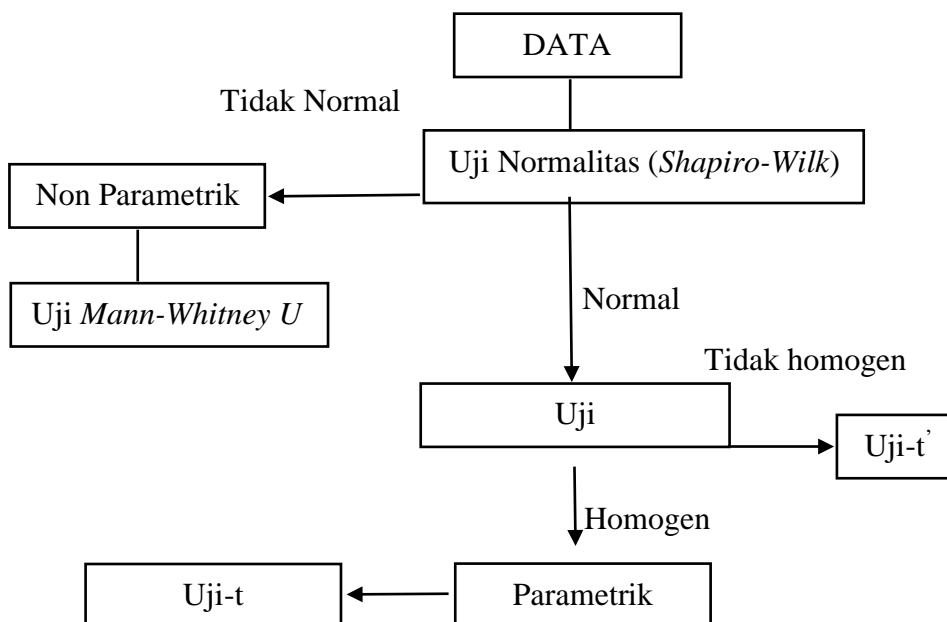 DATA
Tidak Normal
Uji Normalitas (Shapiro-Wilk)
Non Parametrik
Uji Mann-Whitney U
Normal
Tidak homogen
Uji
Uji-t’
Homogen
Uji-t
Parametrik